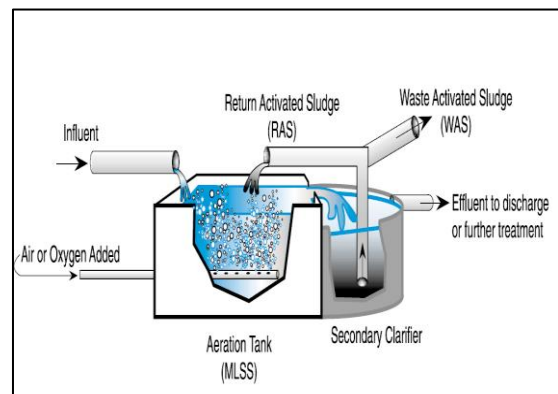 Return Activated Sludge
(RAS)
Waste Activated Sludge
(WAS)
Influent
Effluent to discharge
or further treatment
Air or Oxygen Added
Aeration Tank
(MLSS)
Secondary Clarifier